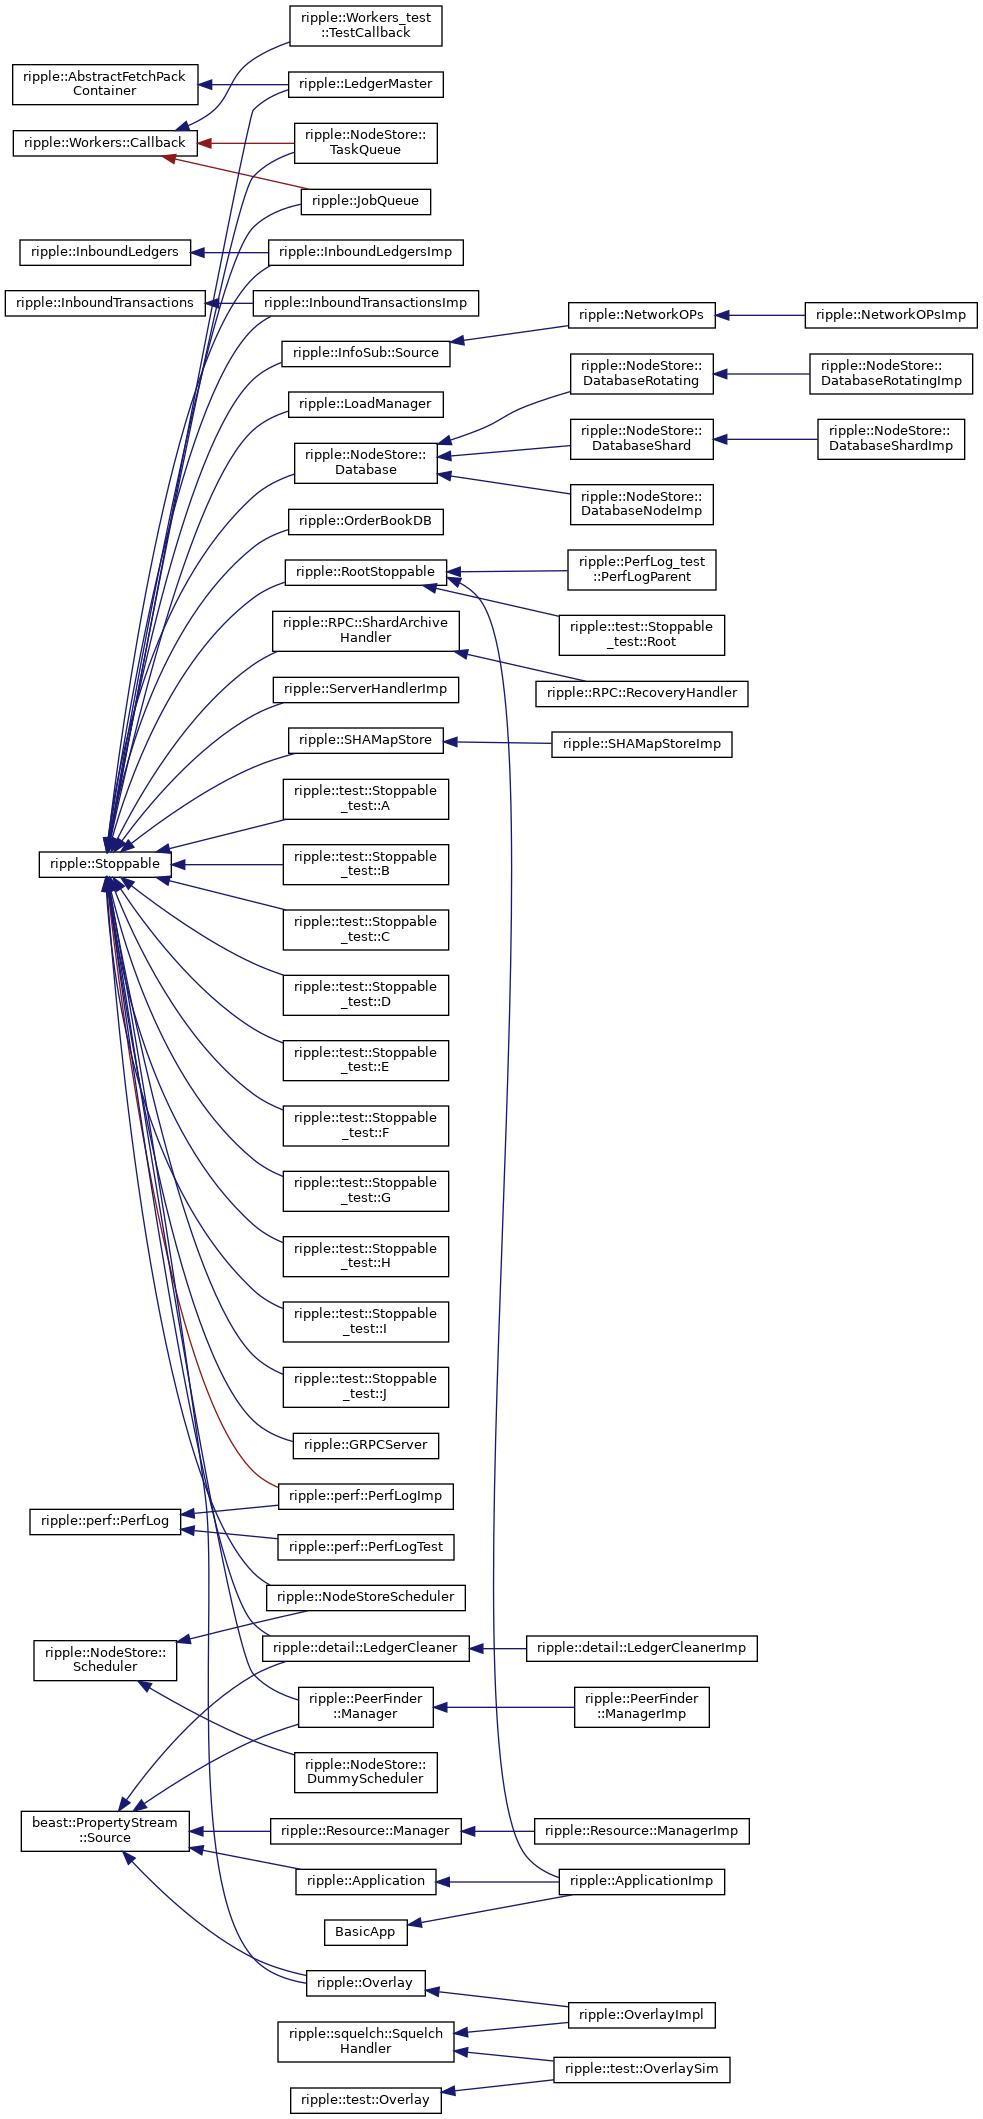 ripple::Workers_test
::TestCallback
ripple::AbstractFetchPack
Container
ripple::LedgerMaster
ripple::Workers::Callback
ripple::NodeStore::
TaskQueue
ripple::JobQueue
ripple::InboundLedgers
ripple::InboundLedgersImp
ripple::InboundTransactions
ripple::InboundTransactionsImp
ripple::NetworkOPs
ripple::NetworkOPsImp
ripple::InfoSub::Source
ripple::NodeStore::
DatabaseRotating
ripple::NodeStore::
DatabaseRotatingImp
ripple::LoadManager
ripple::NodeStore::
DatabaseShard
ripple::NodeStore::
DatabaseShardImp
ripple::NodeStore::
Database
ripple::NodeStore::
DatabaseNodeImp
ripple::OrderBookDB
ripple::RootStoppable
ripple::PerfLog_test
::PerfLogParent
ripple::test::Stoppable
_test::Root
ripple::RPC::ShardArchive
Handler
ripple::RPC::RecoveryHandler
ripple::ServerHandlerImp
ripple::SHAMapStore
ripple::SHAMapStoreImp
ripple::test::Stoppable
_test::A
ripple::Stoppable
ripple::test::Stoppable
_test::B
ripple::test::Stoppable
_test::C
ripple::test::Stoppable
_test::D
ripple::test::Stoppable
_test::E
ripple::test::Stoppable
_test::F
ripple::test::Stoppable
_test::G
ripple::test::Stoppable
_test::H
ripple::test::Stoppable
_test::I
ripple::test::Stoppable
_test::J
ripple::GRPCServer
ripple::perf::PerfLogImp
ripple::perf::PerfLog
ripple::perf::PerfLogTest
ripple::NodeStoreScheduler
ripple::NodeStore::
Scheduler
ripple::detail::LedgerCleaner
ripple::detail::LedgerCleanerImp
ripple::PeerFinder
::Manager
ripple::PeerFinder
::ManagerImp
ripple::NodeStore::
DummyScheduler
beast::PropertyStream
::Source
ripple::Resource::Manager
ripple::Resource::ManagerImp
ripple::Application
ripple::ApplicationImp
BasicApp
ripple::Overlay
ripple::OverlayImpl
ripple::squelch::Squelch
Handler
ripple::test::OverlaySim
ripple::test::Overlay